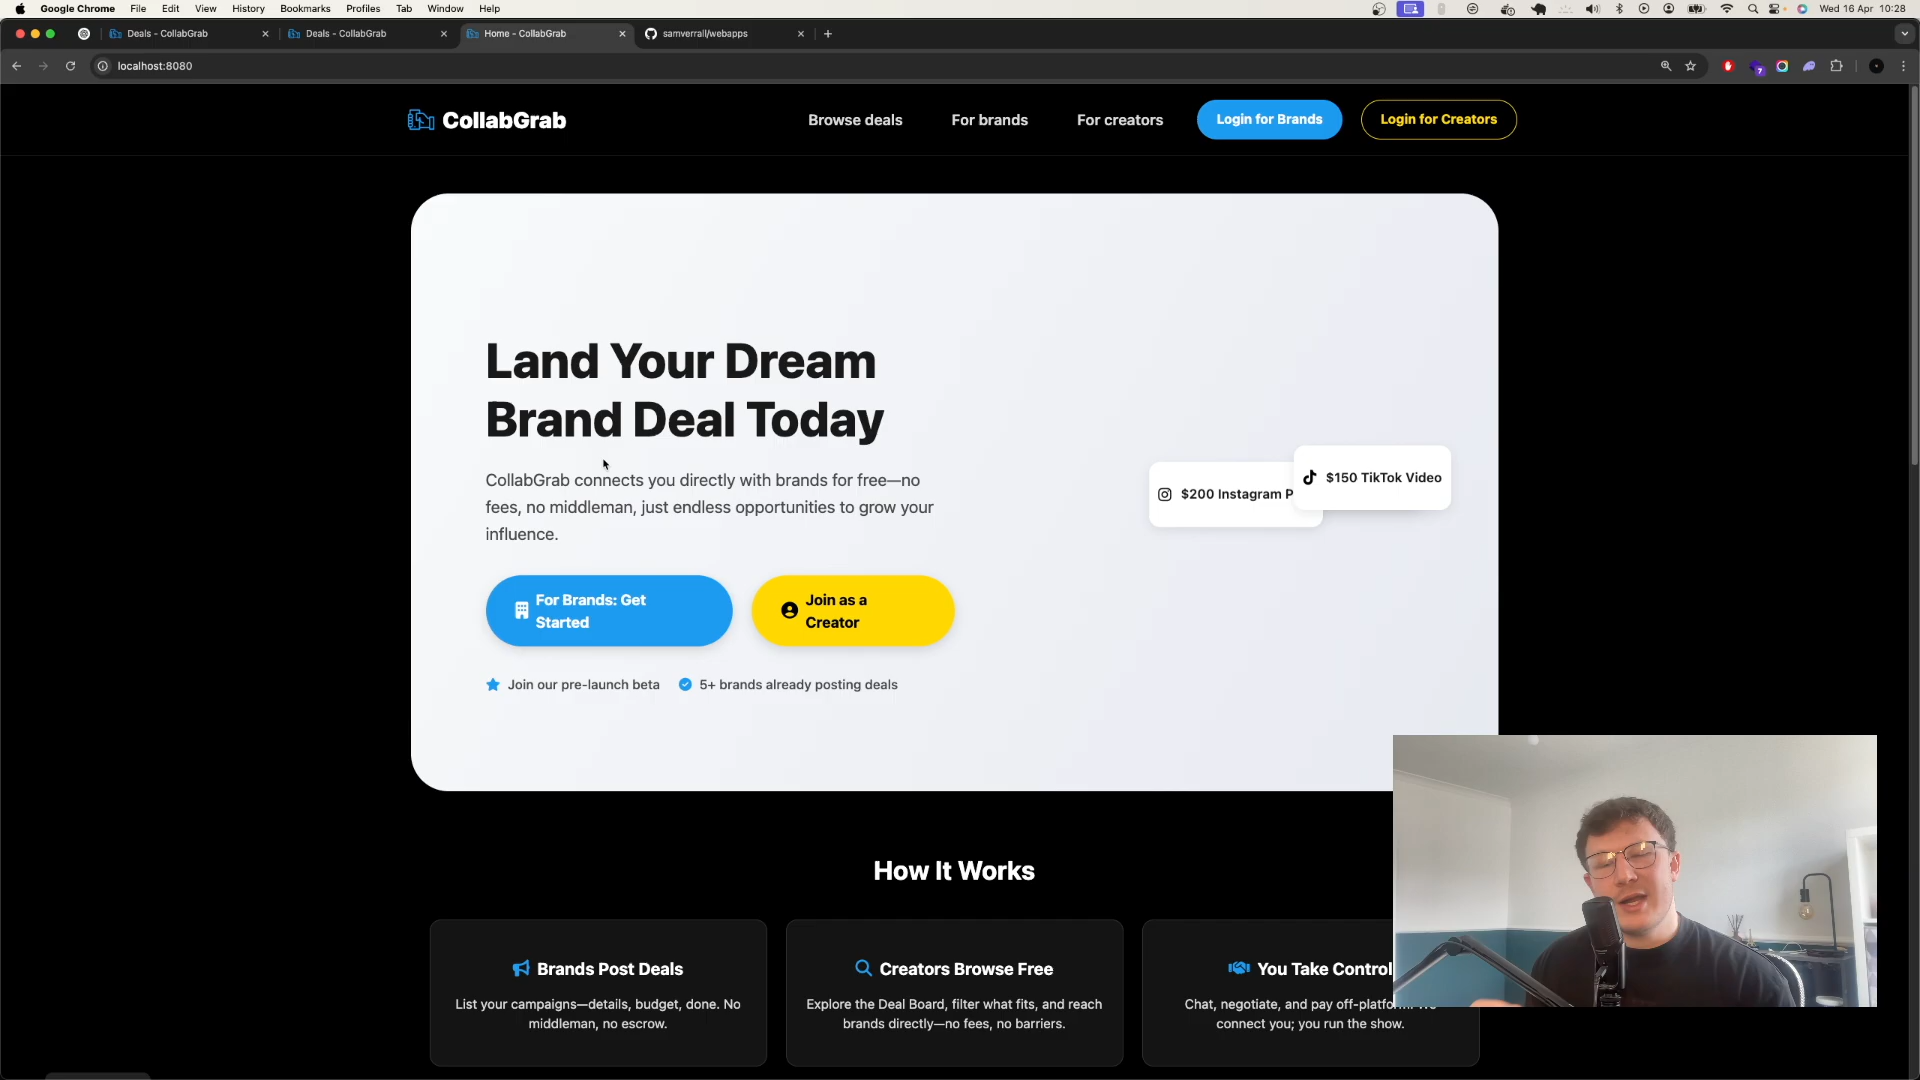 Google Chrome File Edit View History Bookmarks Profiles Tab Window Help Wed 16 Apr 10:28
Deals - CollabGrab Deals - CollabGrab Home - CollabGrab samverrall/webapps
localhost:8080 7
CollabGrab Browse deals For brands For creators Login for Brands Login for Creators
Land Your Dream
Brand Deal Today
CollabGrab connects you directly with brands for free—no
fees, no middleman, just endless opportunities to grow your
influence.
For Brands: Get
Started
Join as a
Creator
Join our pre-launch beta 5+ brands already posting deals
$200 Instagram P
$150 TikTok Video
How It Works
Brands Post Deals
List your campaigns—details, budget, done. No
middleman, no escrow.
Creators Browse Free
Explore the Deal Board, filter what fits, and reach
brands directly—no fees, no barriers.
You Take Control
Chat, negotiate, and pay
connect you; you run the show.